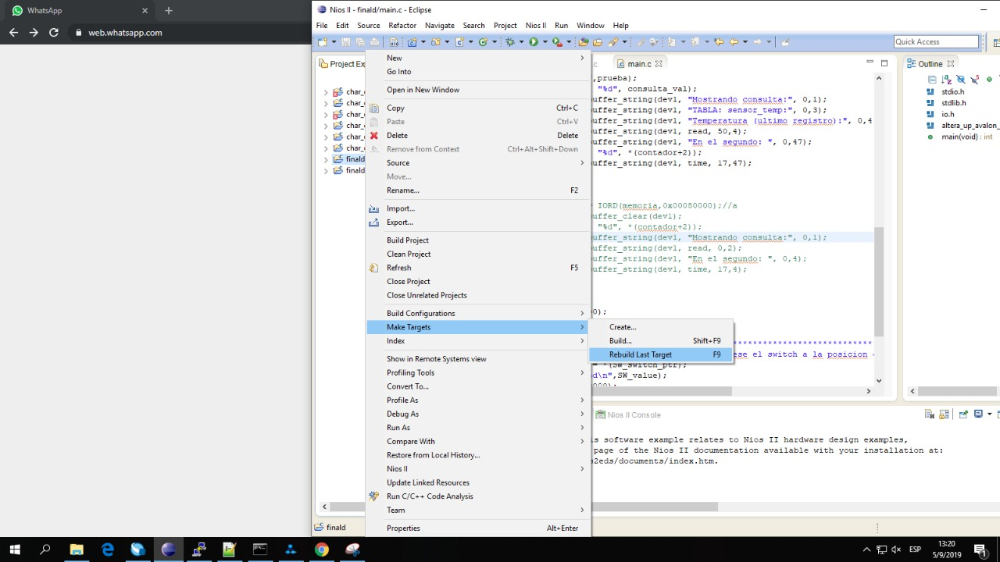 WhatsApp
web.whatsapp.com
Nios II - finald/main.c - Eclipse
File Edit Source Refactor Navigate Search Project Nios II Run Window Help
Quick Access
Project Ex
char_
char_
char_
char_
char_
char_
finald
finald
New
Go Into
Open in New Window
Copy Ctrl+C
Paste Ctrl+V
Delete Delete
Remove from Context Ctrl+Alt+Shift+Down
Source
Move...
Rename... F2
Import...
Export...
Build Project
Clean Project
Refresh F5
Close Project
Close Unrelated Projects
Build Configurations
Make Targets
Index
Show in Remote Systems view
Profiling Tools
Convert To...
Profile As
Debug As
Run As
Compare With
Restore from Local History...
Nios II
Update Linked Resources
Run C/C++ Code Analysis
Team
Properties Alt+Enter
Create...
Build... Shift+F9
Rebuild Last Target F9
main.c
,prueba);
"%d", consulta_val);
uffer_string(dev1, "Mostrando consulta:", 0,1);
uffer_string(dev1, "TABLA: sensor_temp:", 0,3);
uffer_string(dev1, "Temperatura (ultimo registro):", 0,4
uffer_string(dev1, read, 50,4);
uffer_string(dev1, "En el segundo: ", 0,47);
"%d", *(contador+2));
uffer_string(dev1, time, 17,47);
IORD(memoria,0x00080000);//a
uffer_clear(dev1);
"%d", *(contador+2));
uffer_string(dev1, "Mostrando consulta:", 0,1);
uffer_string(dev1, read, 0,2);
uffer_string(dev1, "En el segundo: ", 0,4);
uffer_string(dev1, time, 17,4);
0);
****************************
ese el switch a la posicion
= *(SW_switch_ptr);
d\n",SW_value);
Outline
stdio.h
stdlib.h
io.h
altera_up_avalon_
main(void) : int
Nios II Console
is software example relates to Nios II hardware design examples,
page of the Nios II documentation available with your installation at:
s2eds/documents/index.htm.
finald
ESP
13:20
5/9/2019
1